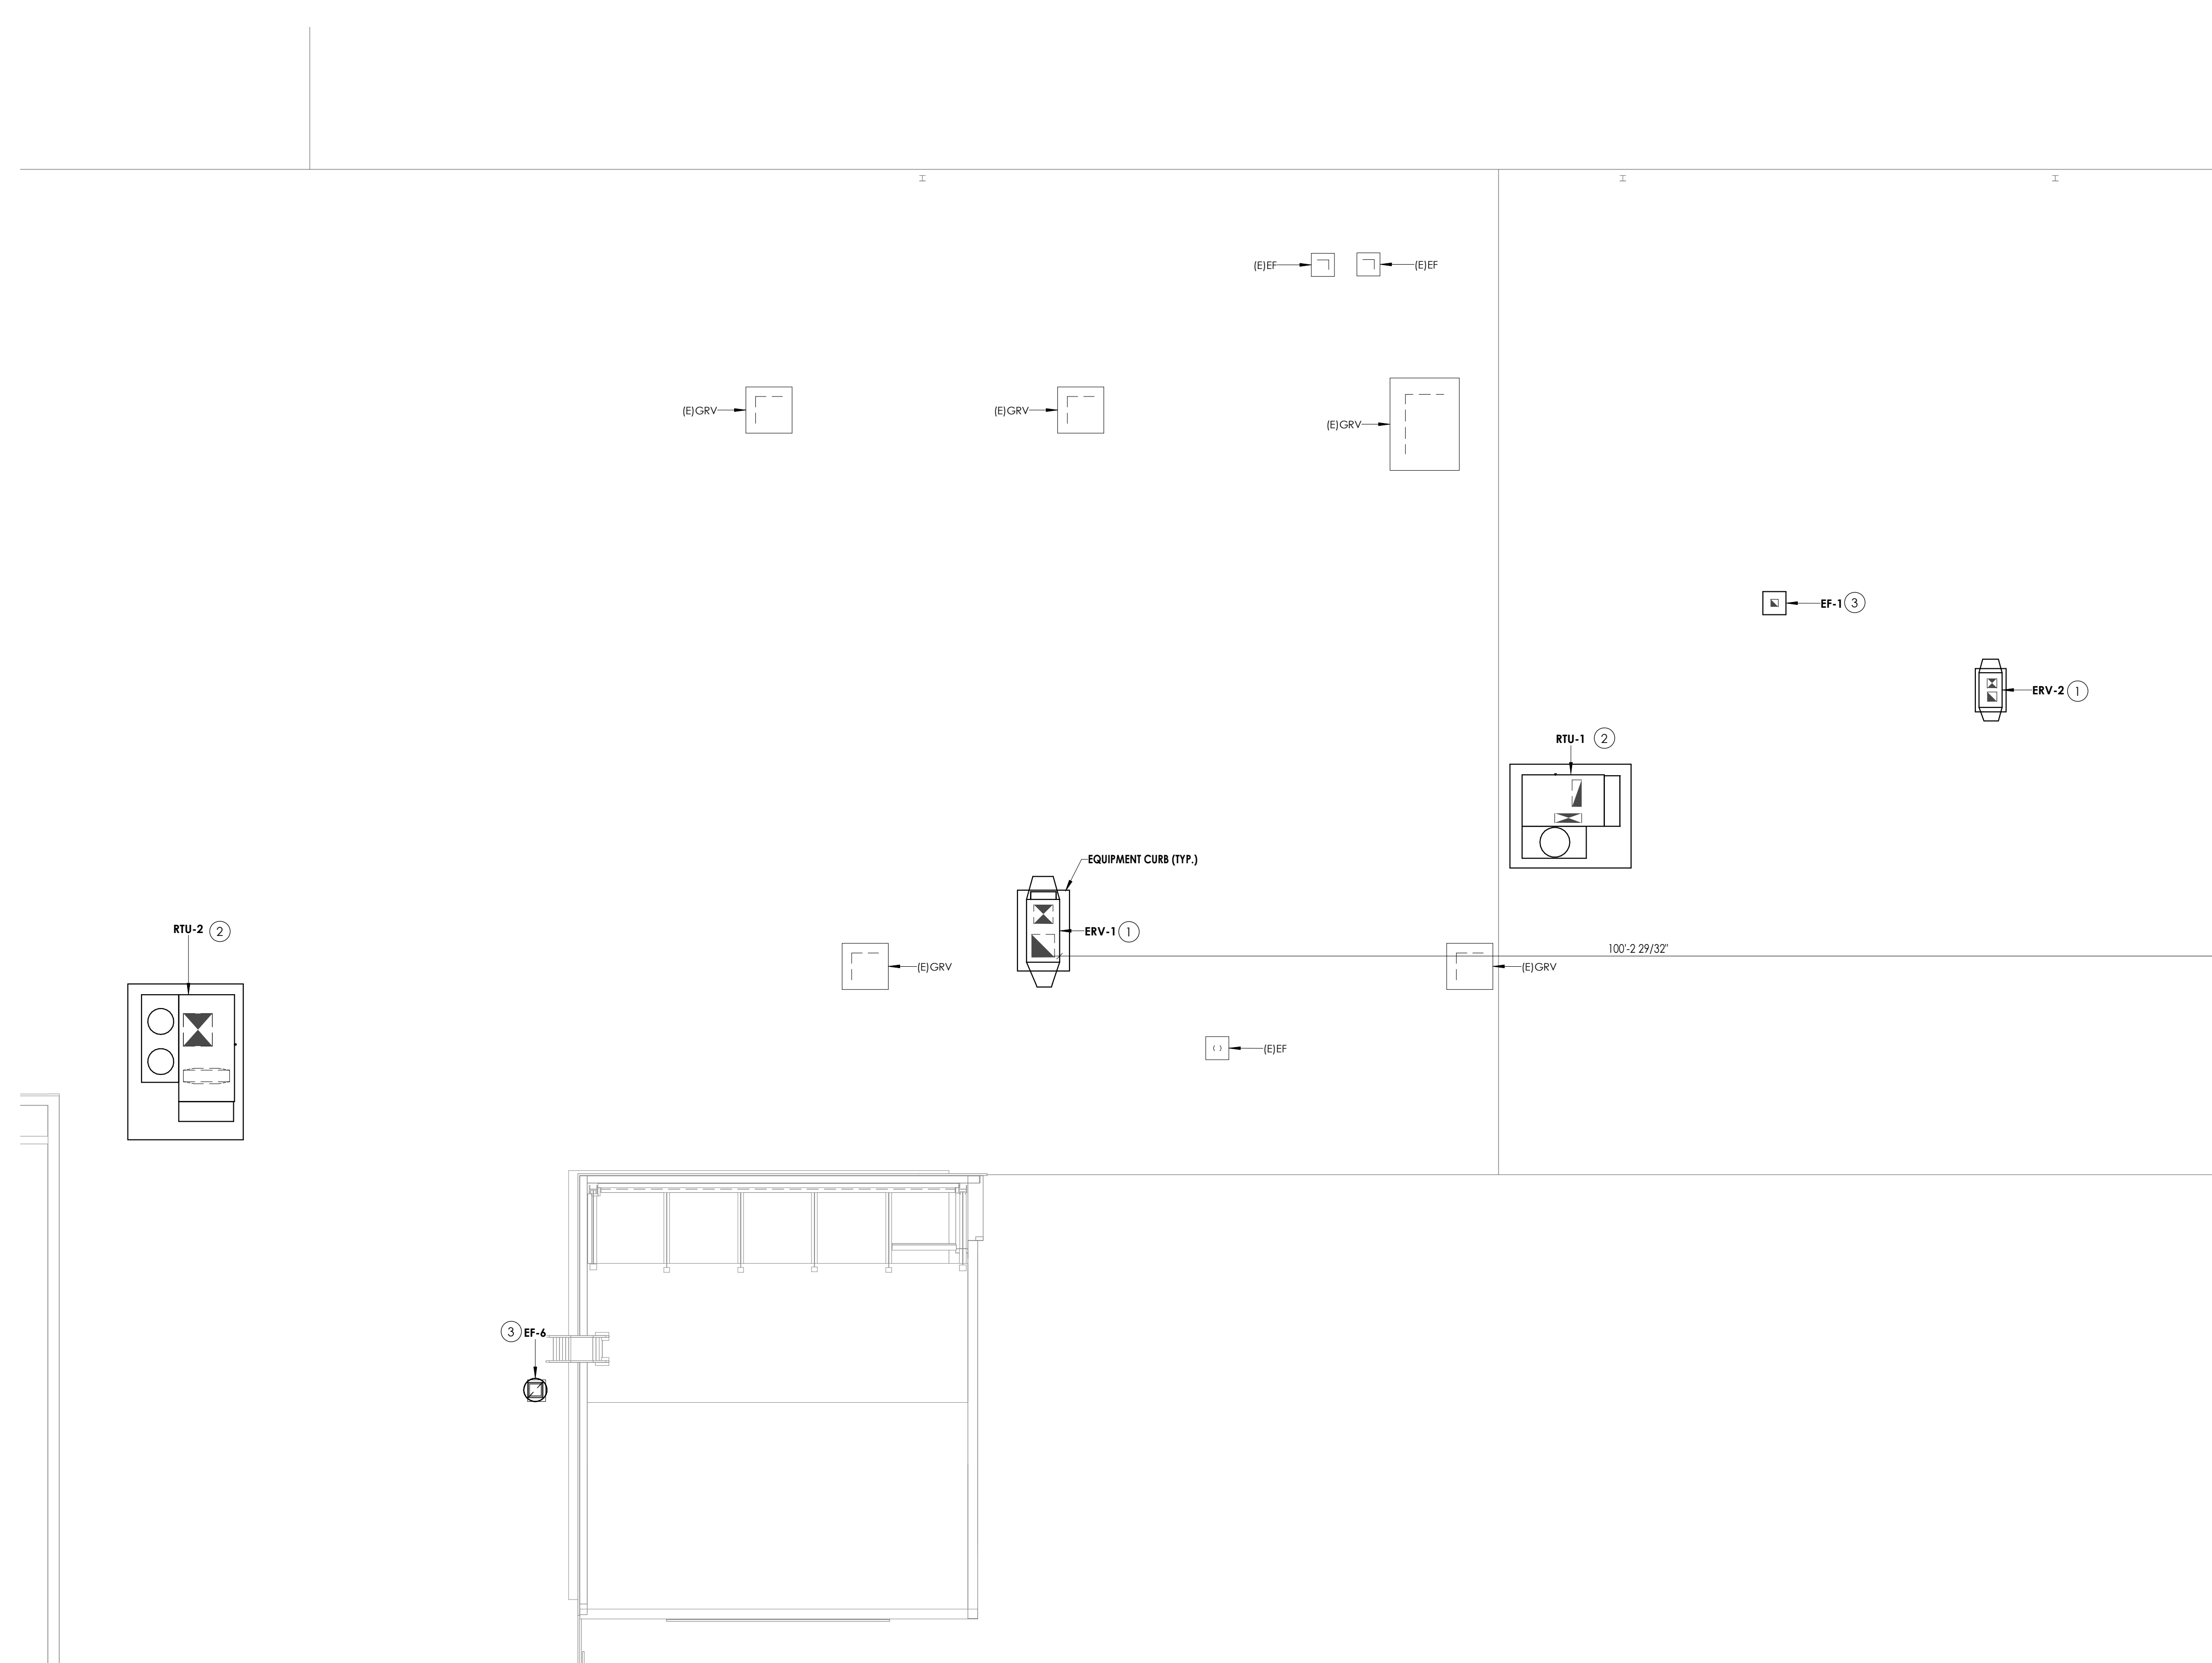 (E)EF
(E)EF
(E)GRV
(E)GRV
(E)GRV
EF-1 3
ERV-2 1
RTU-1 2
EQUIPMENT CURB (TYP.)
RTU-2 2
ERV-1 1
100'-2 29/32"
(E)GRV
(E)GRV
(E)EF
3 EF-6